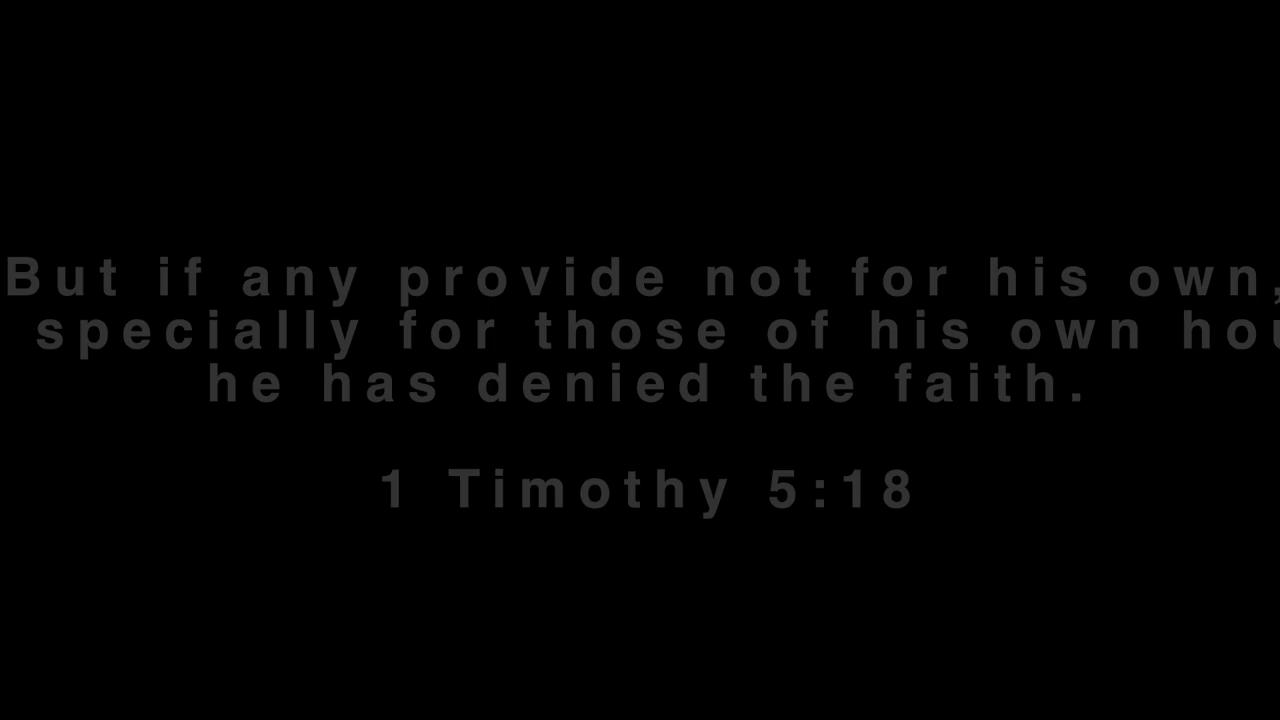 But if any provide not for his own,
specially for those of his own hou
he has denied the faith.
1 Timothy 5:18